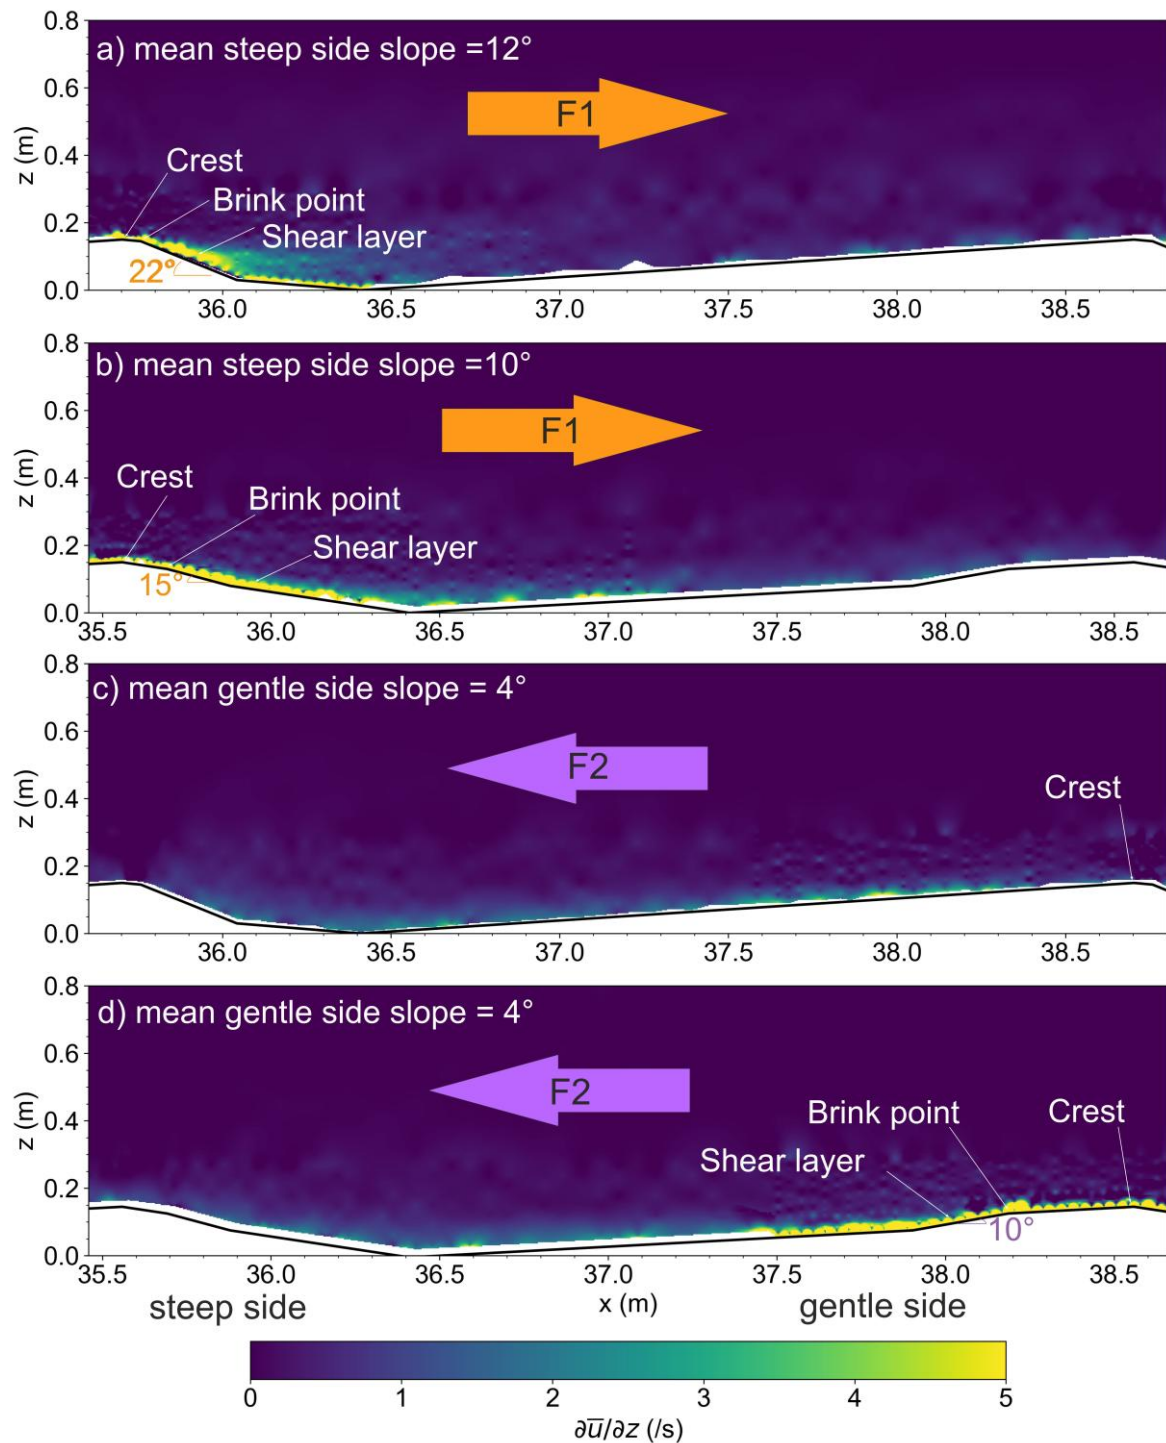 0.8
a) mean steep side slope =12°
0.6
F1
z (m)
0.4
Crest
Brink point
0.2
Shear layer
22°
0.0
36.0 36.5 37.0 37.5 38.0 38.5
0.8
b) mean steep side slope =10°
0.6
F1
z (m)
0.4
Crest
Brink point
0.2
Shear layer
15°
0.0
35.5 36.0 36.5 37.0 37.5 38.0 38.5
0.8
c) mean gentle side slope = 4°
0.6
F2
z (m)
0.4
Crest
0.2
0.0
36.0 36.5 37.0 37.5 38.0 38.5
0.8
d) mean gentle side slope = 4°
0.6
F2
z (m)
0.4
Brink point Crest
Shear layer
0.2
10°
0.0
35.5 36.0 36.5 37.0 37.5 38.0 38.5
steep side x (m) gentle side
0 1 2 3 4 5
∂u̅/∂z (/s)